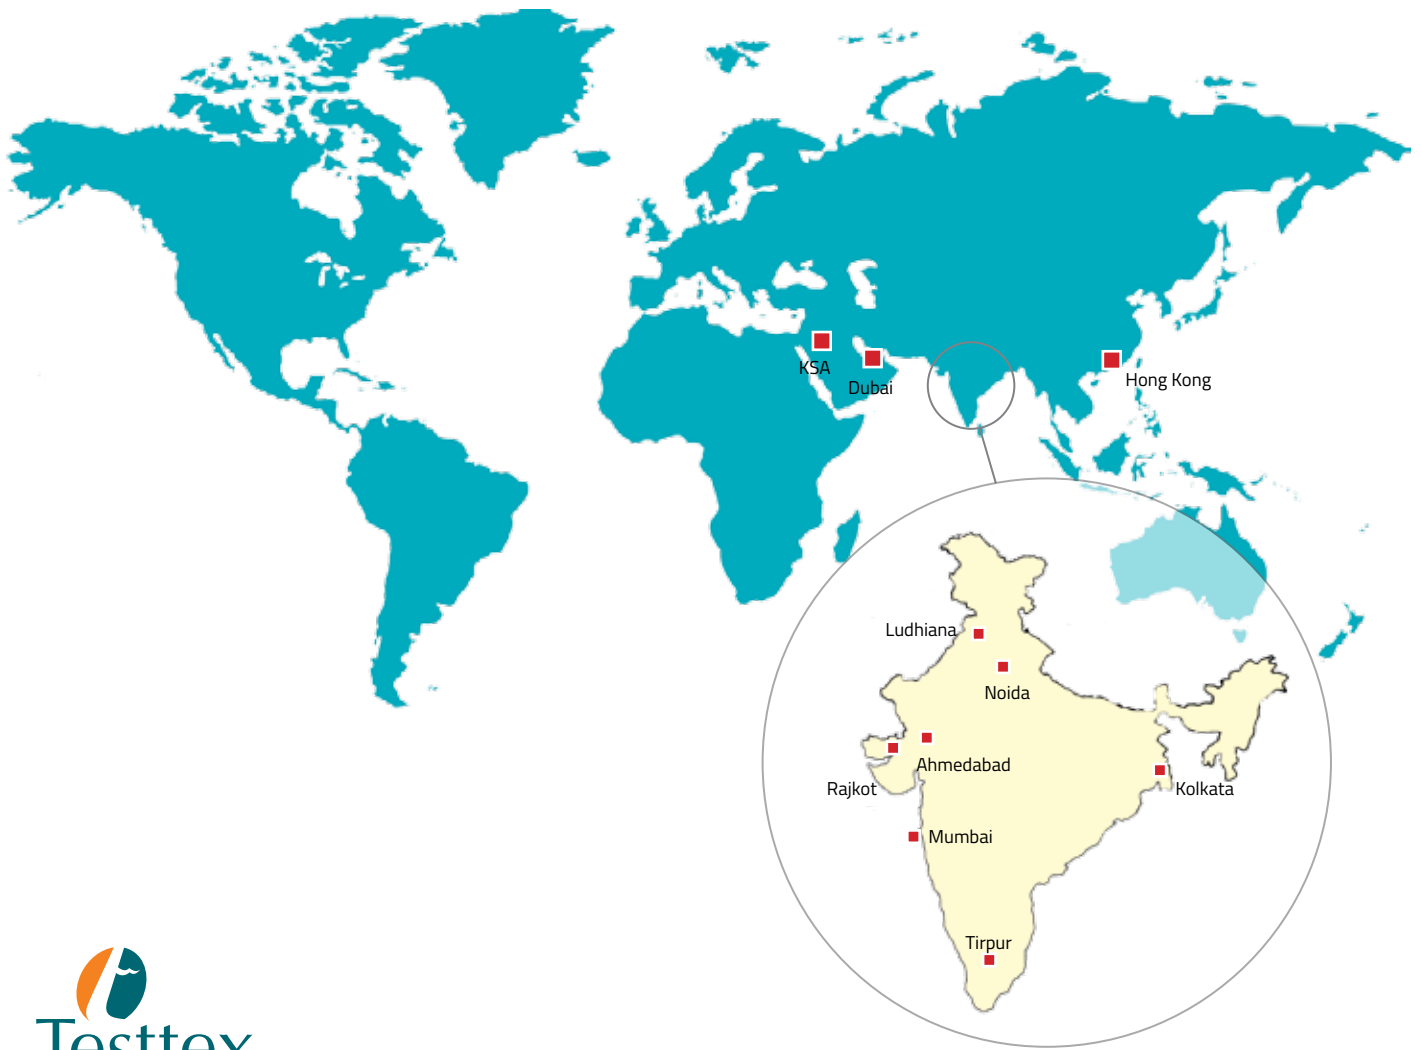 KSA
Dubai
Hong Kong
Ludhiana
Noida
Ahmedabad
Rajkot
Kolkata
Mumbai
Tirpur
Testtex